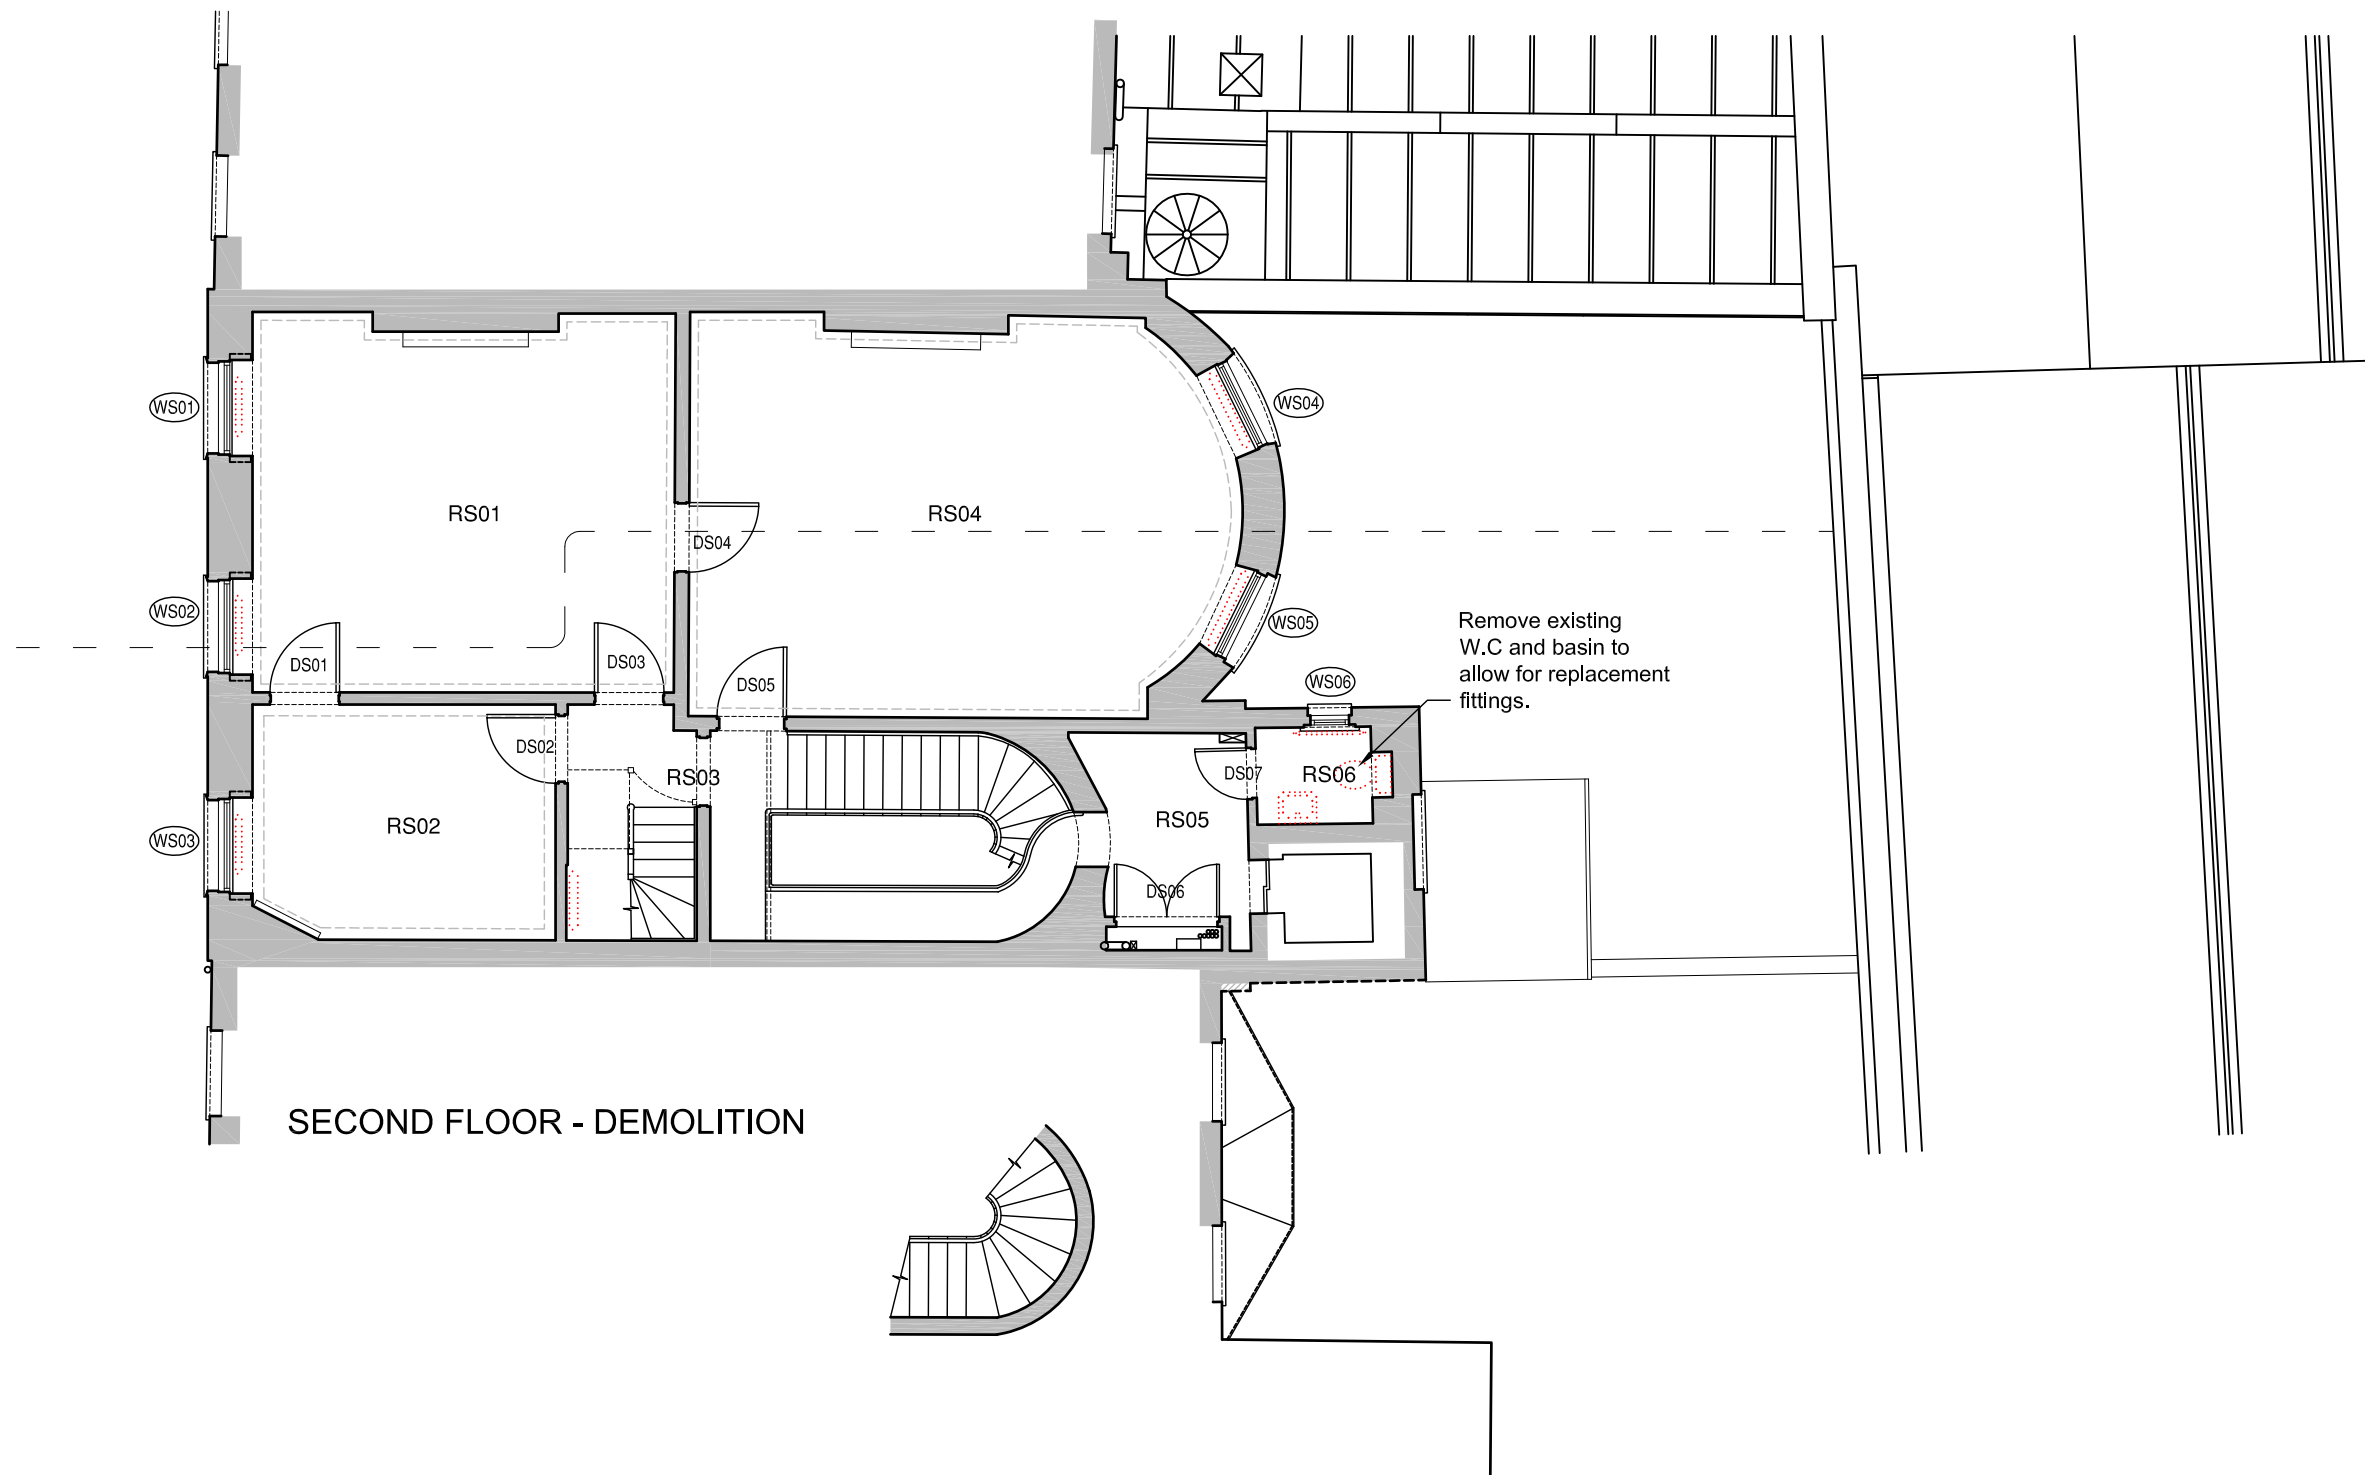 WS01
WS04
RS01
RS04
DS04
WS02
WS05
Remove existing
W.C and basin to
allow for replacement
fittings.
DS01
DS03
DS05
WS06
DS02
RS03
DS07
RS06
WS03
RS02
RS05
DS06
SECOND FLOOR - DEMOLITION